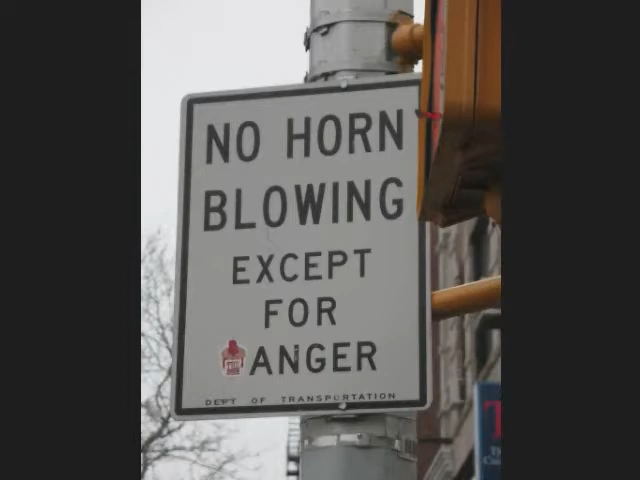 NO HORN
BLOWING
EXCEPT
FOR
ANGER
DEPT OF TRANSPORTATION
T